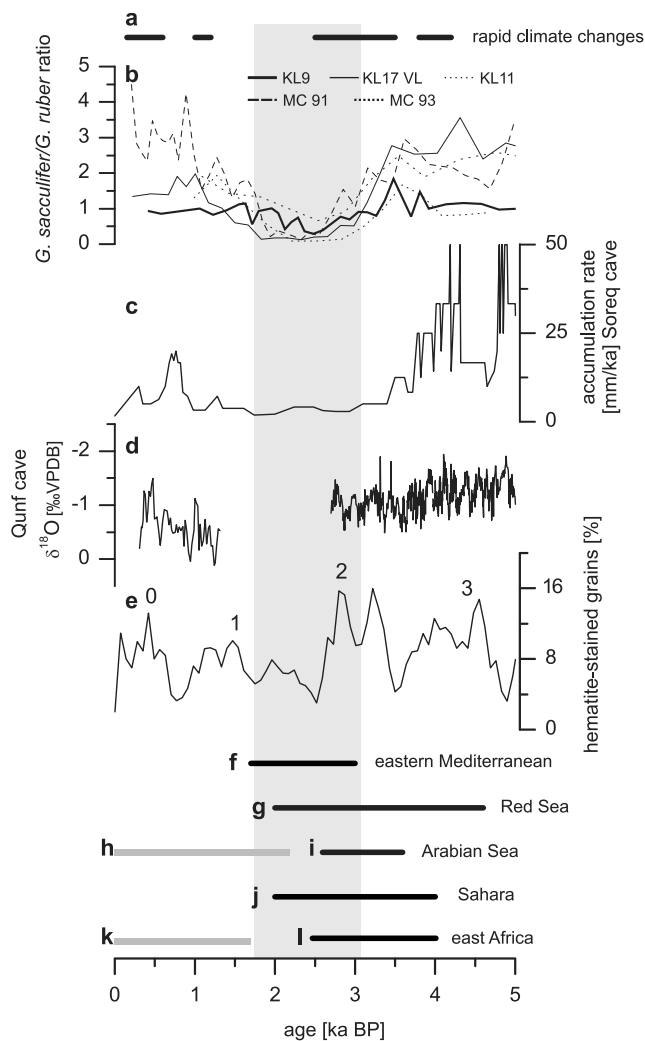 a
rapid climate changes
b
5
4
3
2
1
0
G. sacculifer/G. ruber ratio
KL9
KL17 VL
KL11
MC 91
MC 93
c
50
25
0
accumulation rate
[mm/ka] Soreq cave
d
-2
-1
0
Qunf cave
δ18O [‰VPDB]
e
0
1
2
3
16
8
0
hematite-stained grains [%]
f
eastern Mediterranean
g
Red Sea
h
i
Arabian Sea
j
Sahara
k
l
east Africa
0 1 2 3 4 5
age [ka BP]